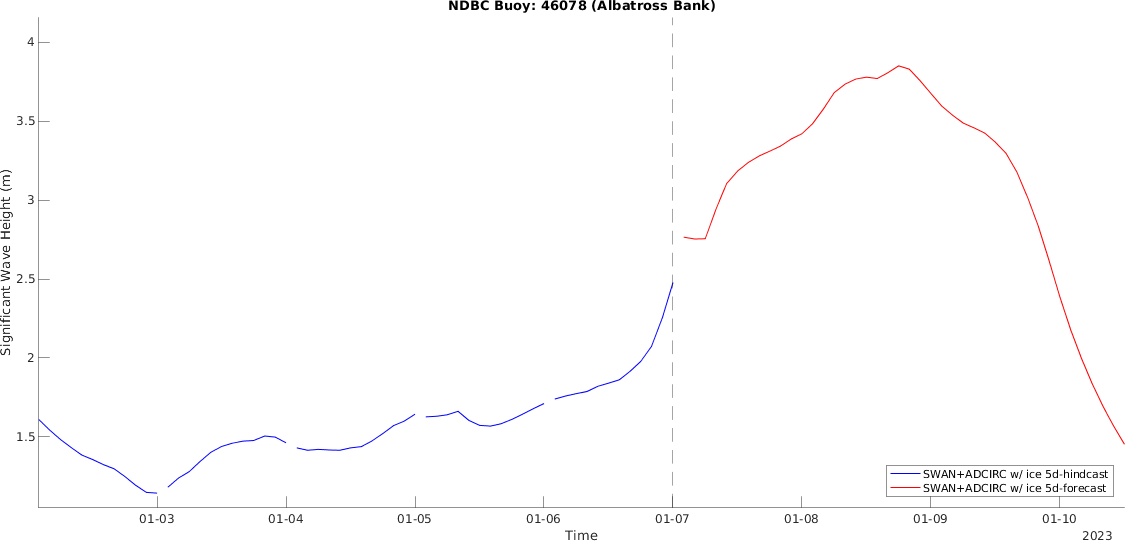 NDBC Buoy: 46078 (Albatross Bank)
Significant Wave Height (m)
4
3.5
3
2.5
2
1.5
SWAN+ADCIRC w/ ice 5d-hindcast
SWAN+ADCIRC w/ ice 5d-forecast
01-03 01-04 01-05 01-06 01-07 01-08 01-09 01-10
Time
2023